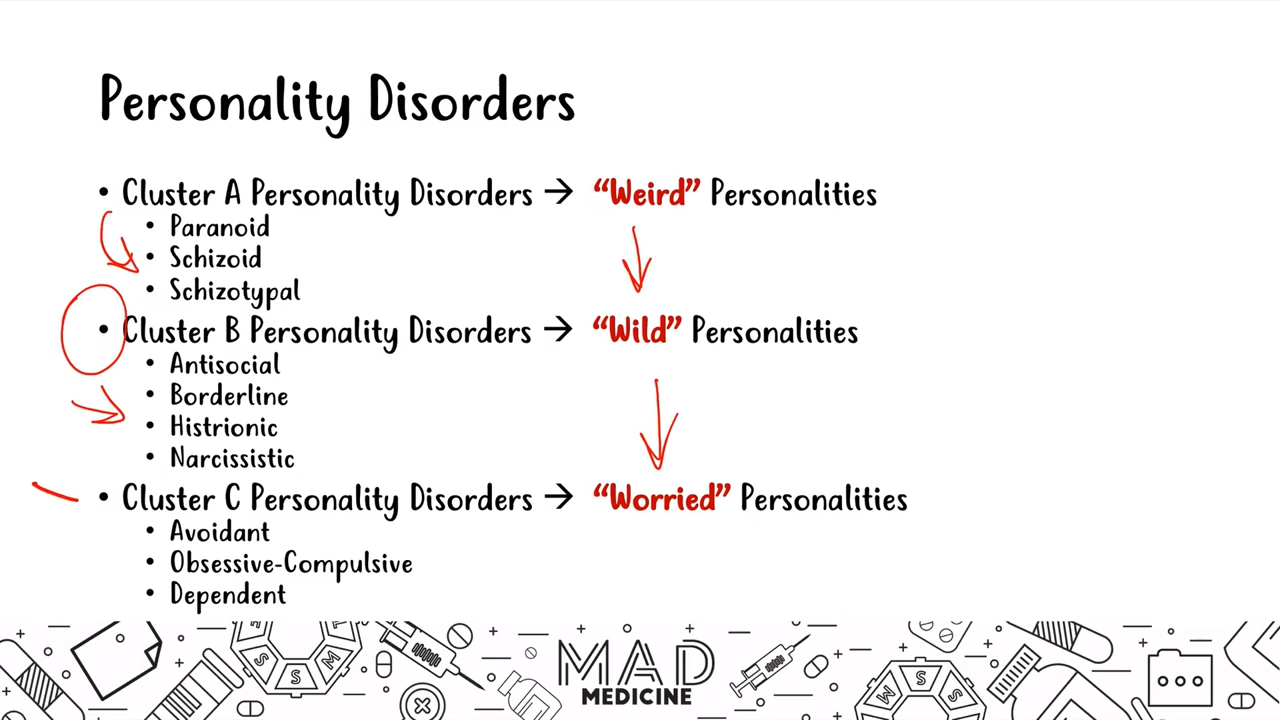 Personality Disorders
• Cluster A Personality Disorders → “Weird” Personalities
• Paranoid
• Schizoid
• Schizotypal
• Cluster B Personality Disorders → “Wild” Personalities
• Antisocial
• Borderline
• Histrionic
• Narcissistic
• Cluster C Personality Disorders → “Worried” Personalities
• Avoidant
• Obsessive-Compulsive
• Dependent
MAD
MEDICINE